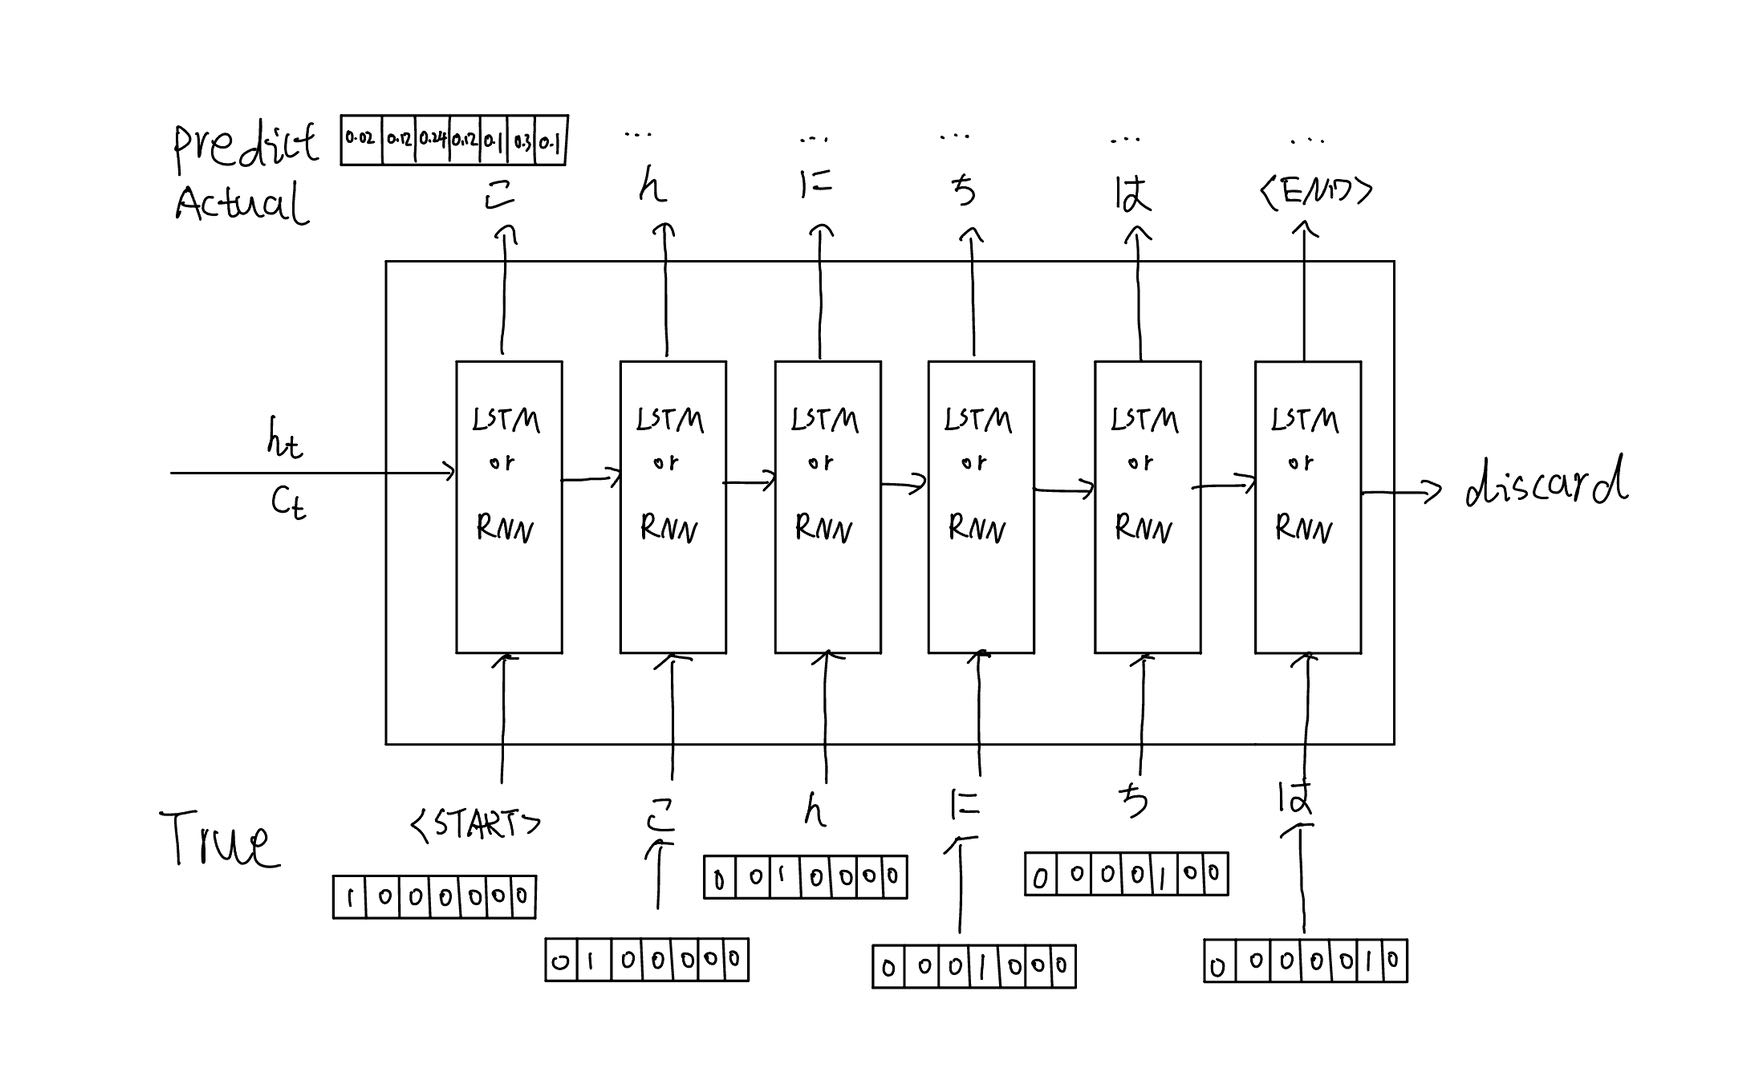 Predict 0.02 0.12 0.24 0.12 0.1 0.3 0.1 ... ... ... ... ...
Actual こ ん に ち は <END>
LSTM LSTM LSTM LSTM LSTM LSTM
or or or or or or
RNN RNN RNN RNN RNN RNN
ht
Ct
discard
True <START> こ ん に ち は
1 0 0 0 0 0 0
0 1 0 0 0 0 0
0 0 1 0 0 0 0
0 0 0 1 0 0 0
0 0 0 0 1 0 0
0 0 0 0 0 1 0